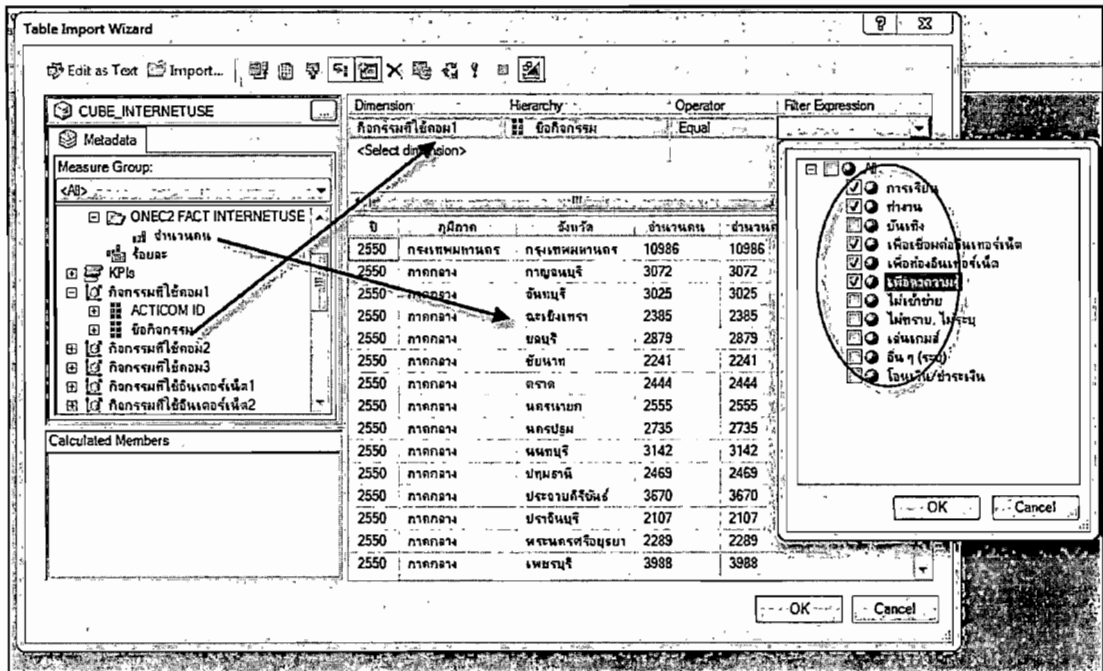 Table Import Wizard
Edit as Text Import...
CUBE_INTERNETUSE
...
Metadata
Measure Group:
<All>
ONEC2 FACT INTERNETUSE
จำนวนคน
ร้อยละ
KPIs
กิจกรรมที่ใช้คอม1
ACTICOM ID
ข้อกิจกรรม
กิจกรรมที่ใช้คอม2
กิจกรรมที่ใช้คอม3
กิจกรรมที่ใช้อินเตอร์เน็ต1
กิจกรรมที่ใช้อินเตอร์เน็ต2
Calculated Members
Dimension Hierarchy Operator Filter Expression
กิจกรรมที่ใช้คอม1 ข้อกิจกรรม Equal
<Select dimension>
ปี ภูมิภาค จังหวัด จำนวนคน จำนวนค
2550 กรุงเทพมหานคร กรุงเทพมหานคร 10986 10986
2550 ภาคกลาง กาญจนบุรี 3072 3072
2550 ภาคกลาง จันทบุรี 3025 3025
2550 ภาคกลาง ฉะเชิงเทรา 2385 2385
2550 ภาคกลาง ชลบุรี 2879 2879
2550 ภาคกลาง ชัยนาท 2241 2241
2550 ภาคกลาง ตราด 2444 2444
2550 ภาคกลาง นครนายก 2555 2555
2550 ภาคกลาง นครปฐม 2735 2735
2550 ภาคกลาง นนทบุรี 3142 3142
2550 ภาคกลาง ปทุมธานี 2469 2469
2550 ภาคกลาง ประจวบคีรีขันธ์ 3670 3670
2550 ภาคกลาง ปราจีนบุรี 2107 2107
2550 ภาคกลาง พระนครศรีอยุธยา 2289 2289
2550 ภาคกลาง เพชรบุรี 3988 3988
All
การเรียน
ทำงาน
บันเทิง
เพื่อเชื่อมต่ออินเทอร์เน็ต
เพื่อท่องอินเทอร์เน็ต
เพื่อหาความรู้
ไม่เข้าข่าย
ไม่ทราบ, ไม่ระบุ
เล่นเกมส์
อื่น ๆ (ระบุ)
โอนเงิน/ชำระเงิน
OK Cancel
OK Cancel